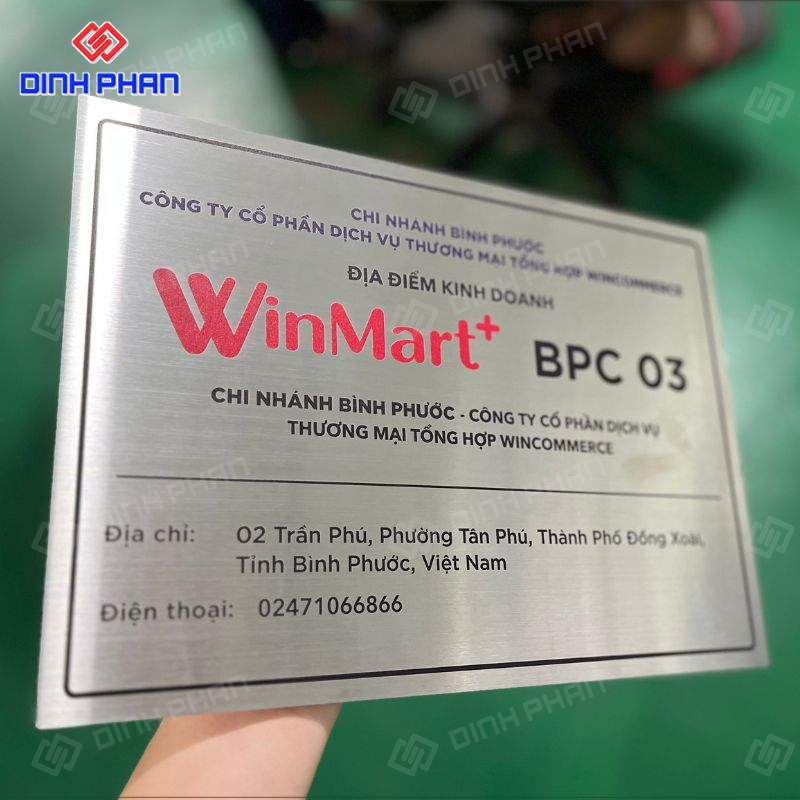 DINH PHAN
CHI NHÁNH BÌNH PHƯỚC
CÔNG TY CỔ PHẦN DỊCH VỤ THƯƠNG MẠI TỔNG HỢP WINCOMMERCE
ĐỊA ĐIỂM KINH DOANH
WinMart+ BPC 03
CHI NHÁNH BÌNH PHƯỚC - CÔNG TY CỔ PHẦN DỊCH VỤ
THƯƠNG MẠI TỔNG HỢP WINCOMMERCE
Địa chỉ: 02 Trần Phú, Phường Tân Phú, Thành Phố Đồng Xoài,
Tỉnh Bình Phước, Việt Nam
Điện thoại: 02471066866